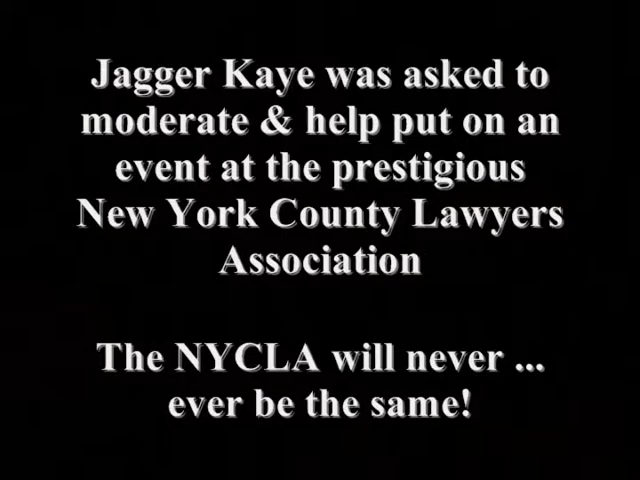 Jagger Kaye was asked to
moderate & help put on an
event at the prestigious
New York County Lawyers
Association
The NYCLA will never ...
ever be the same!